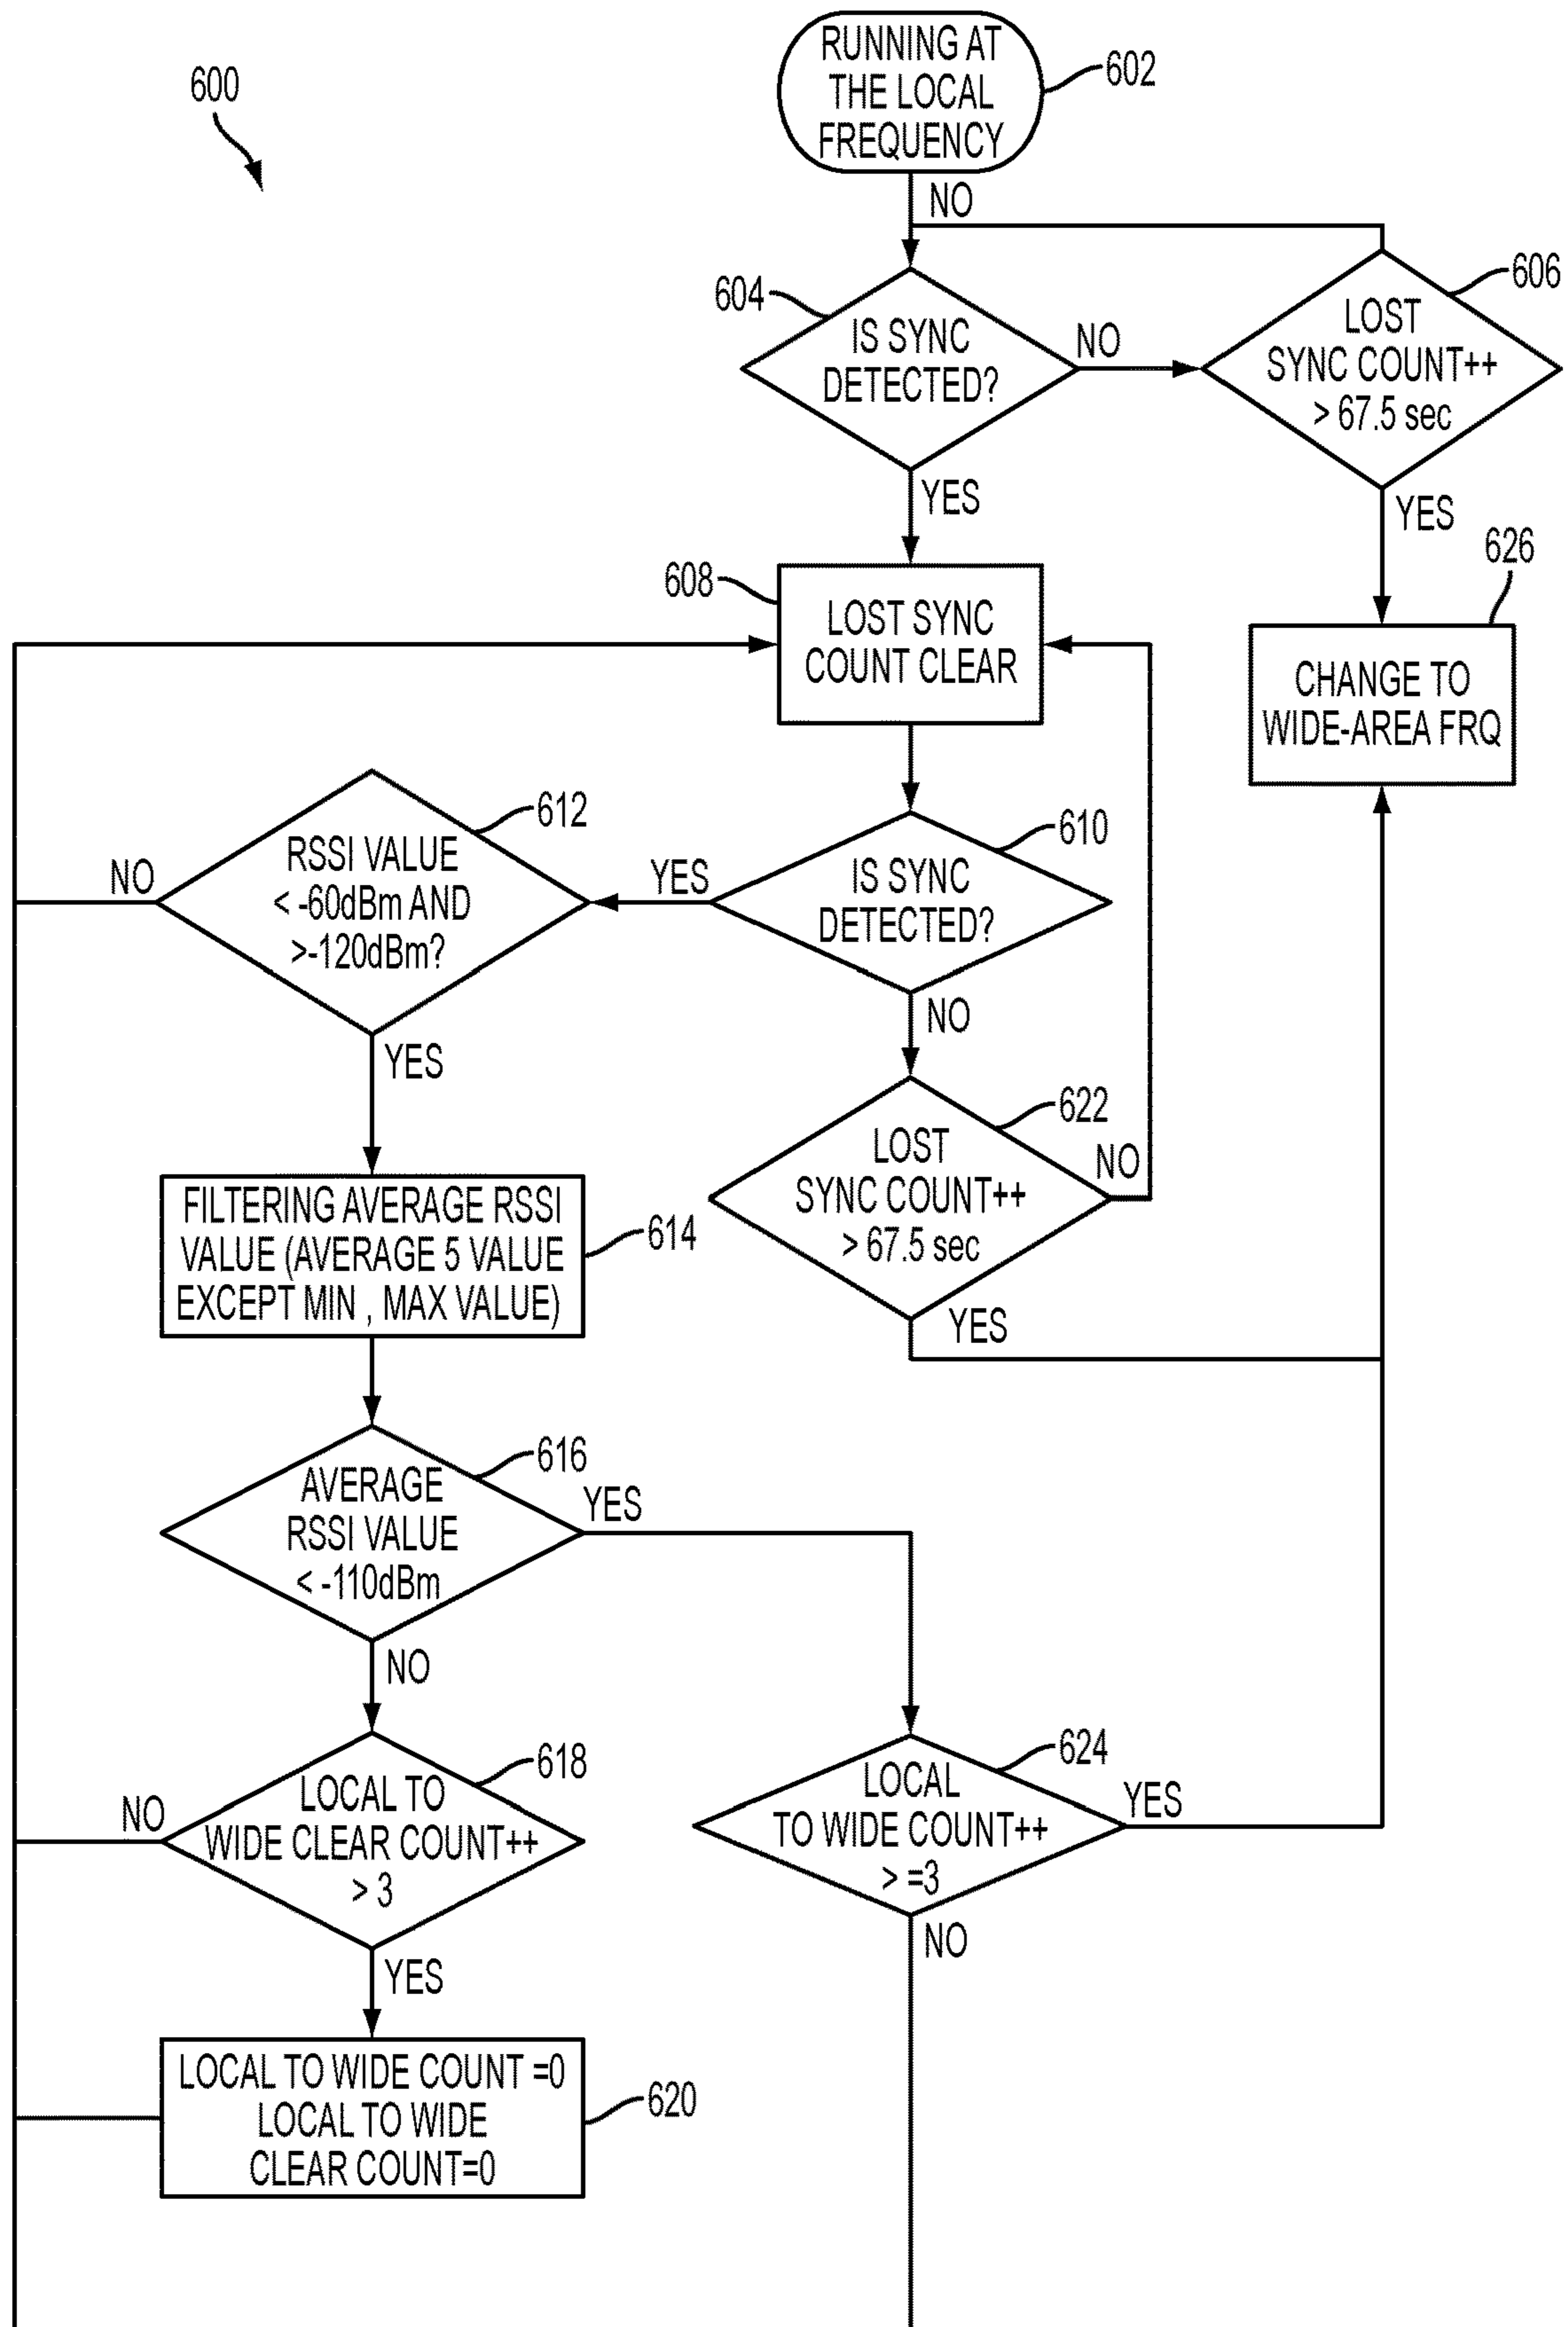 600
RUNNING AT
THE LOCAL
FREQUENCY
602
NO
604
IS SYNC
DETECTED?
NO
606
LOST
SYNC COUNT++
> 67.5 sec
YES
YES
608
LOST SYNC
COUNT CLEAR
626
CHANGE TO
WIDE-AREA FRQ
612
RSSI VALUE
< -60dBm AND
>-120dBm?
NO
YES
610
IS SYNC
DETECTED?
YES
NO
622
LOST
SYNC COUNT++
> 67.5 sec
NO
YES
FILTERING AVERAGE RSSI
VALUE (AVERAGE 5 VALUE
EXCEPT MIN , MAX VALUE)
614
616
AVERAGE
RSSI VALUE
< -110dBm
YES
NO
618
LOCAL TO
WIDE CLEAR COUNT++
> 3
NO
YES
624
LOCAL
TO WIDE COUNT++
> =3
YES
NO
LOCAL TO WIDE COUNT =0
LOCAL TO WIDE
CLEAR COUNT=0
620